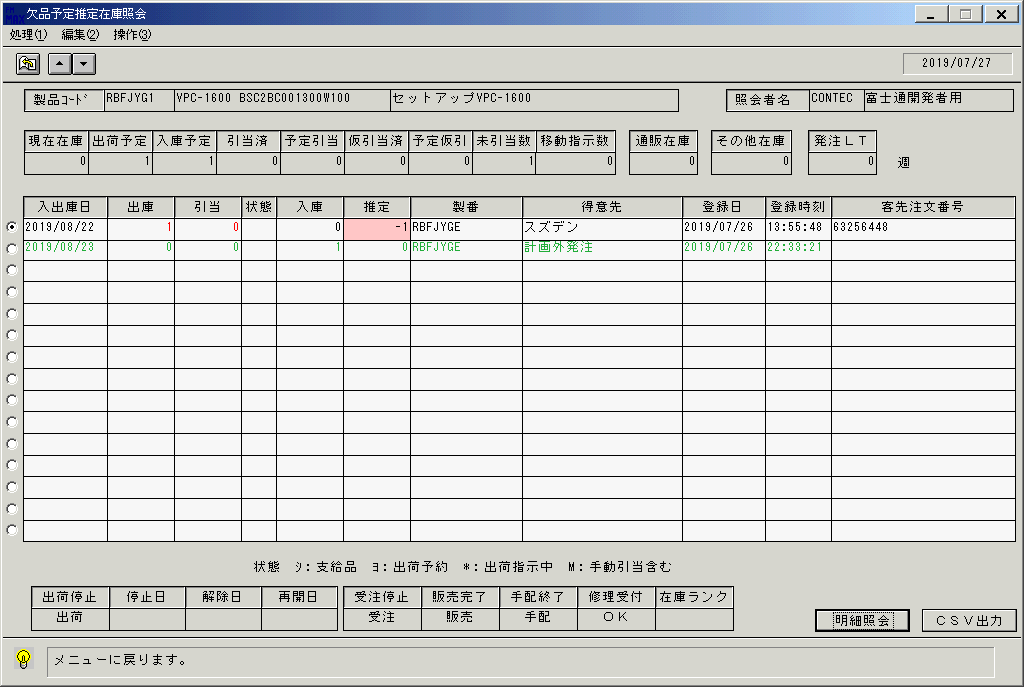 欠品予定推定在庫照会
処理(1) 編集(2) 操作(3)
2019/07/27
製品ｺｰﾄﾞ RBFJYG1 VPC-1600 BSC2BC001300W100 セットアップVPC-1600 照会者名 CONTEC 富士通開発者用
現在在庫 出荷予定 入庫予定 引当済 予定引当 仮引当済 予定仮引 未引当数 移動指示数 通販在庫 その他在庫 発注ＬＴ
0 1 1 0 0 0 0 1 0 0 0 0 週
入出庫日 出庫 引当 状態 入庫 推定 製番 得意先 登録日 登録時刻 客先注文番号
2019/08/22 1 0 0 -1 RBFJYGE スズデン 2019/07/26 13:55:48 63256448
2019/08/23 0 0 1 0 RBFJYGE 計画外発注 2019/07/26 22:33:21
状態 ｼ：支給品 ﾖ：出荷予約 *：出荷指示中 M：手動引当含む
出荷停止 停止日 解除日 再開日 受注停止 販売完了 手配終了 修理受付 在庫ランク
出荷 受注 販売 手配 ＯＫ
明細照会 ＣＳＶ出力
メニューに戻ります。